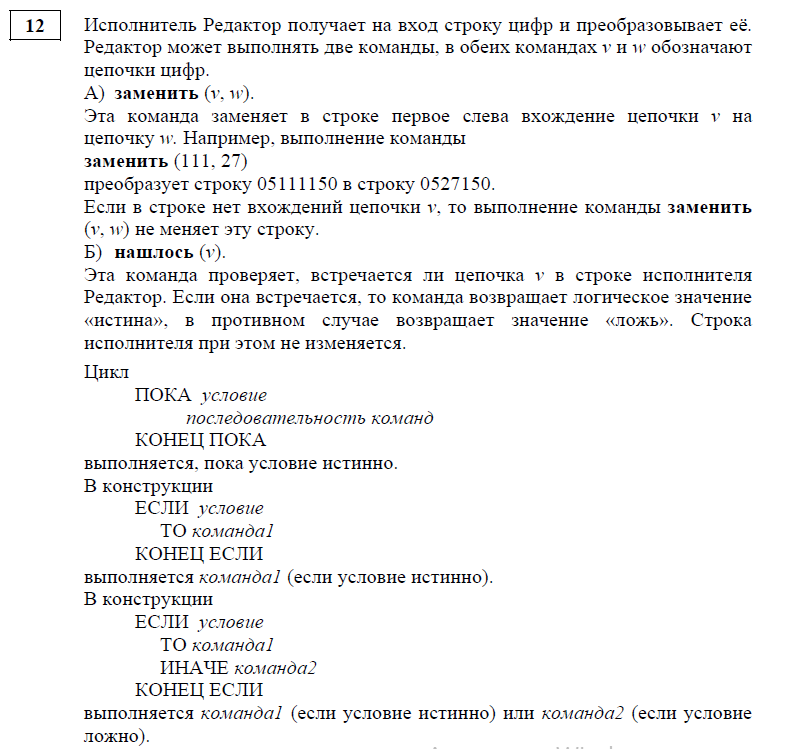 12
Исполнитель Редактор получает на вход строку цифр и преобразовывает её.
Редактор может выполнять две команды, в обеих командах v и w обозначают
цепочки цифр.
А) заменить (v, w).
Эта команда заменяет в строке первое слева вхождение цепочки v на
цепочку w. Например, выполнение команды
заменить (111, 27)
преобразует строку 05111150 в строку 0527150.
Если в строке нет вхождений цепочки v, то выполнение команды заменить
(v, w) не меняет эту строку.
Б) нашлось (v).
Эта команда проверяет, встречается ли цепочка v в строке исполнителя
Редактор. Если она встречается, то команда возвращает логическое значение
«истина», в противном случае возвращает значение «ложь». Строка
исполнителя при этом не изменяется.
Цикл
ПОКА условие
последовательность команд
КОНЕЦ ПОКА
выполняется, пока условие истинно.
В конструкции
ЕСЛИ условие
ТО команда1
КОНЕЦ ЕСЛИ
выполняется команда1 (если условие истинно).
В конструкции
ЕСЛИ условие
ТО команда1
ИНАЧЕ команда2
КОНЕЦ ЕСЛИ
выполняется команда1 (если условие истинно) или команда2 (если условие
ложно).